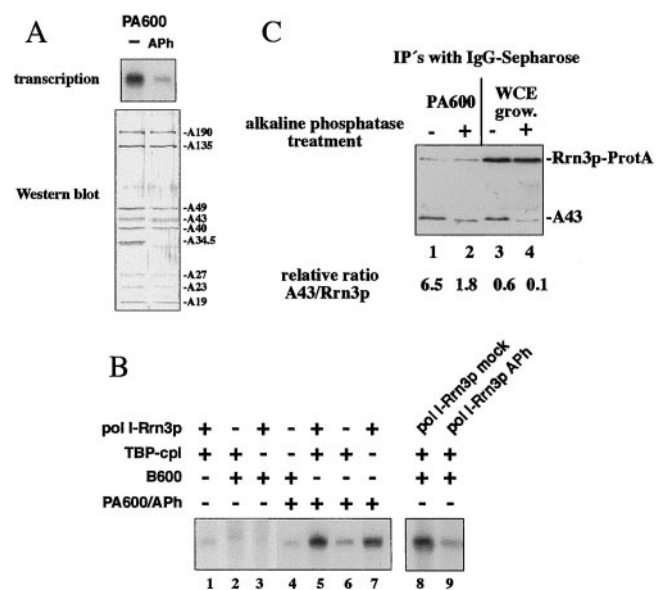 A
PA600
– APh
transcription
Western blot
-A190
-A135
-A49
-A43
-A40
-A34.5
-A27
-A23
-A19
C
IP´s with IgG-Sepharose
PA600 WCE grow.
alkaline phosphatase treatment
- + - +
-Rrn3p-ProtA
-A43
1 2 3 4
relative ratio
A43/Rrn3p
6.5 1.8 0.6 0.1
B
pol I-Rrn3p + - + - + - +
TBP-cpl + + - - + + -
B600 - + + + - - -
PA600/APh - - - + + + +
1 2 3 4 5 6 7
pol I-Rrn3p mock
pol I-Rrn3p APh
+ +
+ +
- -
8 9